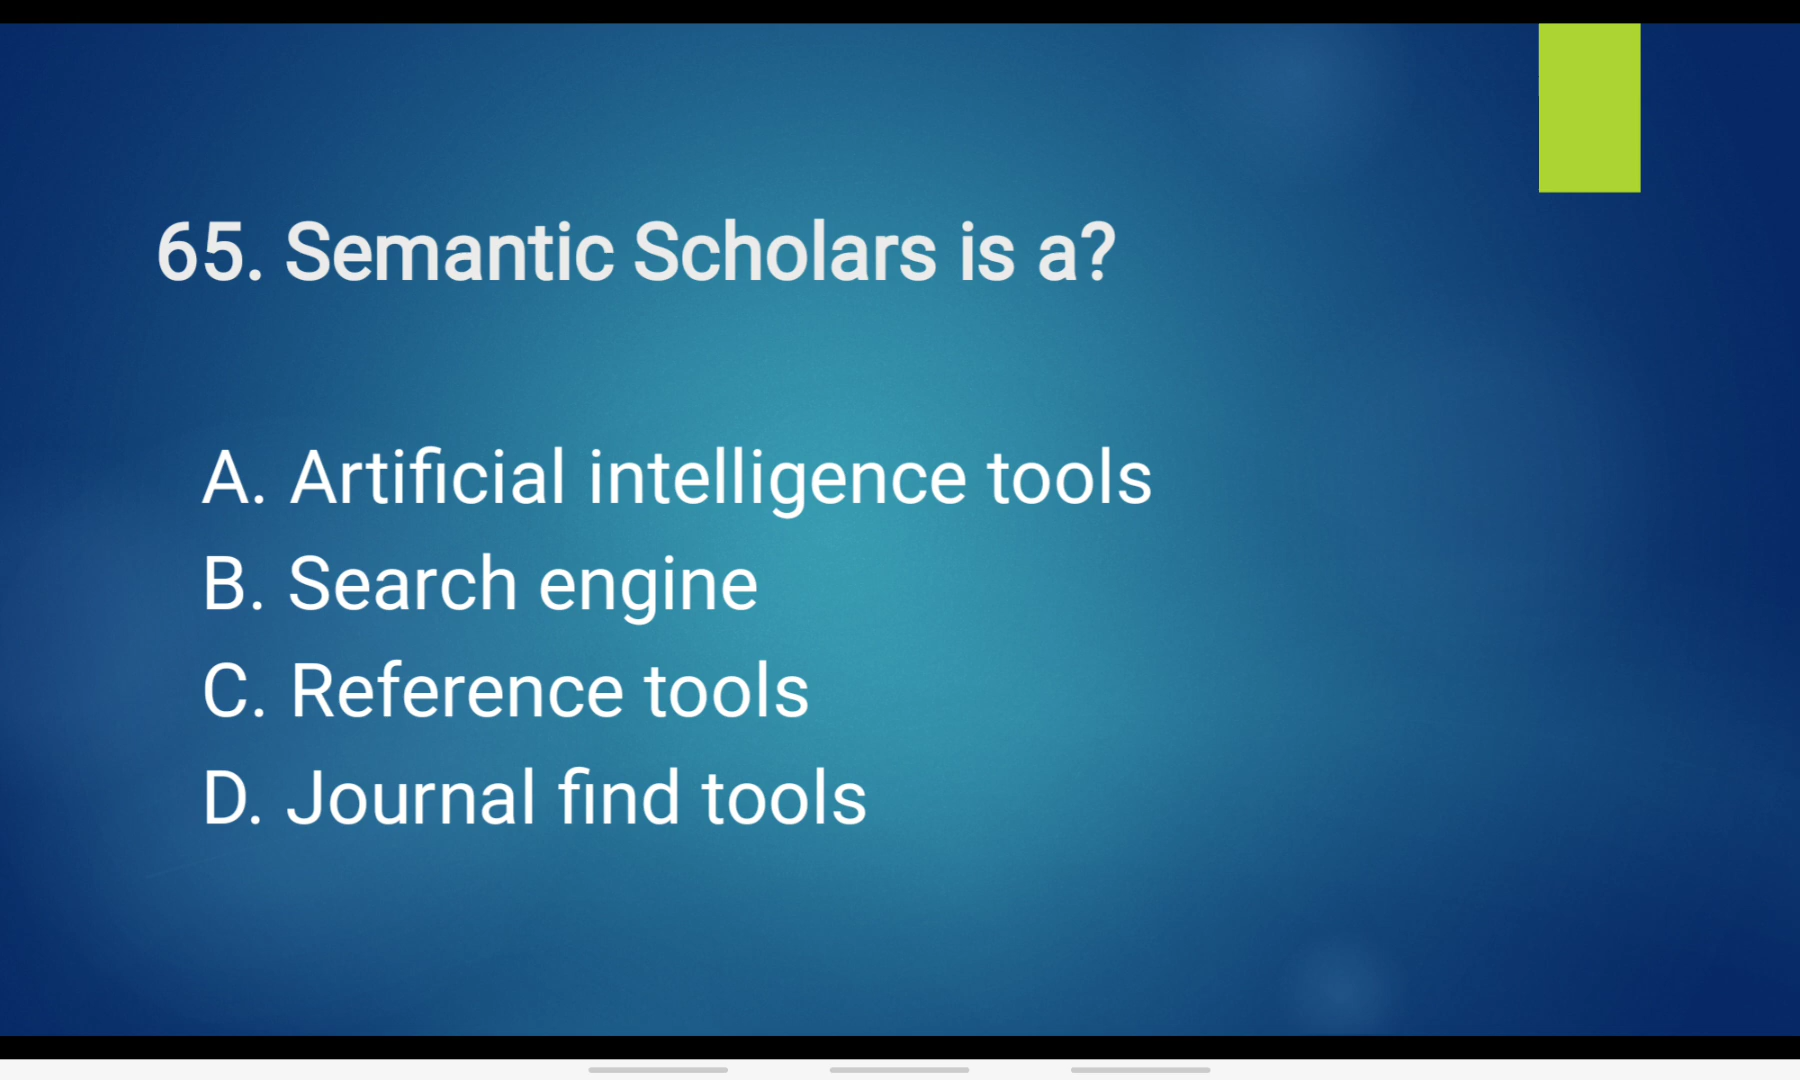 65. Semantic Scholars is a?
A. Artificial intelligence tools
B. Search engine
C. Reference tools
D. Journal find tools